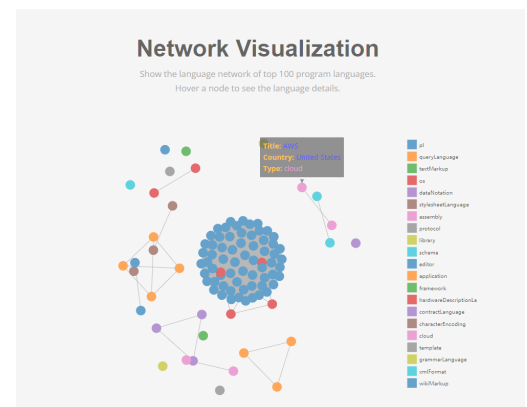 Network Visualization
Show the language network of top 100 program languages.
Hover a node to see the language details.
Title: AWS
Country: United States
Type: cloud
pl
queryLanguage
textMarkup
os
dataNotation
stylesheetLanguage
assembly
protocol
library
schema
editor
application
framework
hardwareDescriptionLa
contractLanguage
characterEncoding
cloud
template
grammarLanguage
xmlFormat
wikiMarkup